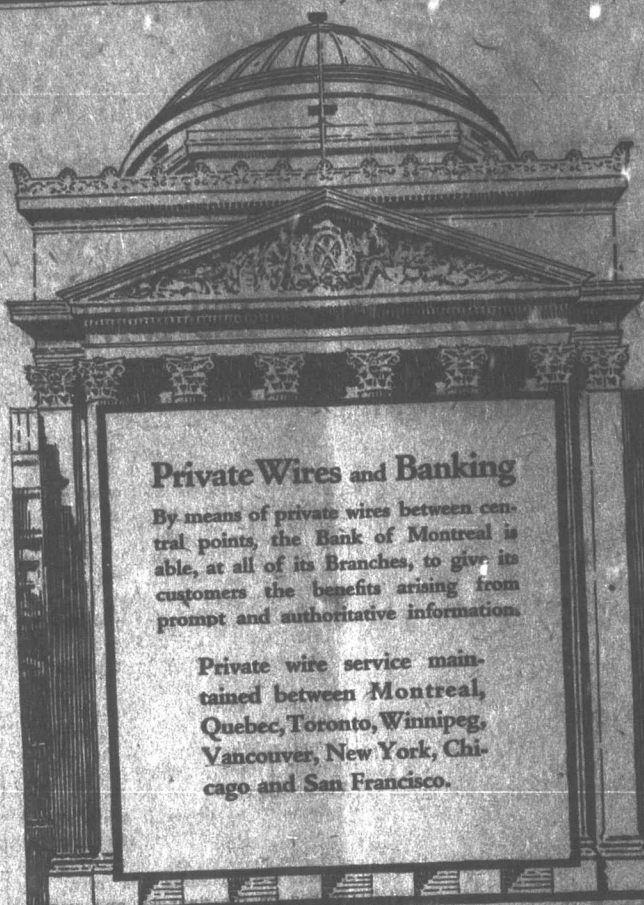 Private Wires and Banking
By means of private wires between cen-
tral points, the Bank of Montreal is
able, at all of its Branches, to give its
customers the benefits arising from
prompt and authoritative information.
Private wire service main-
tained between Montreal,
Quebec, Toronto, Winnipeg,
Vancouver, New York, Chi-
cago and San Francisco.